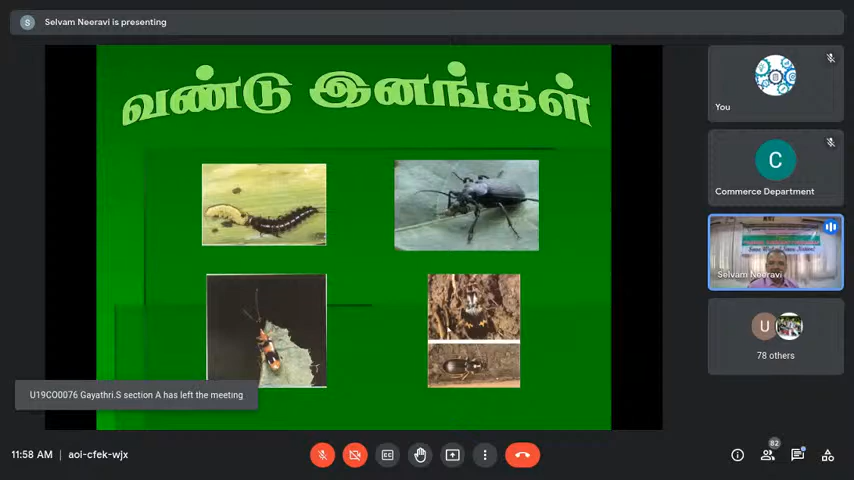 Selvam Neeravi is presenting
வண்டு இனங்கள்
You
C
Commerce Department
Selvam Neeravi
U
78 others
U19CO0076 Gayathri.S section A has left the meeting
11:58 AM | aoi-cfek-wjx
82